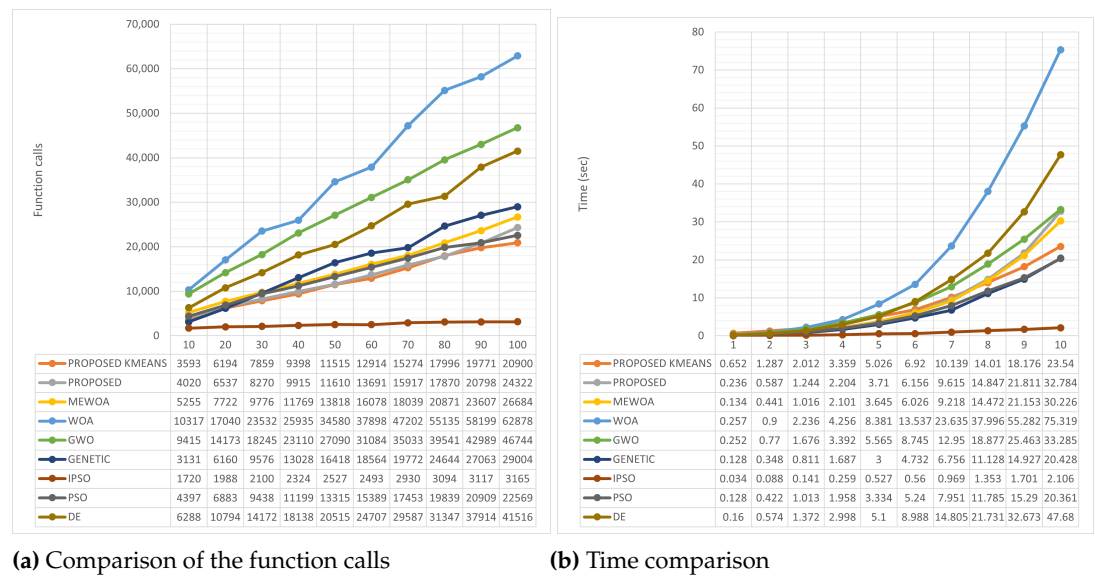 70,000
60,000
50,000
40,000
30,000
20,000
10,000
0
Function calls
10 20 30 40 50 60 70 80 90 100
PROPOSED KMEANS 3593 6194 7859 9398 11515 12914 15274 17996 19771 20900
PROPOSED 4020 6537 8270 9915 11610 13691 15917 17870 20798 24322
MEWOA 5255 7722 9776 11769 13818 16078 18039 20871 23607 26684
WOA 10317 17040 23532 25935 34580 37898 47202 55135 58199 62878
GWO 9415 14173 18245 23110 27090 31084 35033 39541 42989 46744
GENETIC 3131 6160 9576 13028 16418 18564 19772 24644 27063 29004
IPSO 1720 1988 2100 2324 2527 2493 2930 3094 3117 3165
PSO 4397 6883 9438 11199 13315 15389 17453 19839 20909 22569
DE 6288 10794 14172 18138 20515 24707 29587 31347 37914 41516
(a) Comparison of the function calls
80
70
60
50
40
30
20
10
0
Time (sec)
1 2 3 4 5 6 7 8 9 10
PROPOSED KMEANS 0.652 1.287 2.012 3.359 5.026 6.92 10.139 14.01 18.176 23.54
PROPOSED 0.236 0.587 1.244 2.204 3.71 6.156 9.615 14.847 21.811 32.784
MEWOA 0.134 0.441 1.016 2.101 3.645 6.026 9.218 14.472 21.153 30.226
WOA 0.257 0.9 2.236 4.256 8.381 13.537 23.635 37.996 55.282 75.319
GWO 0.252 0.77 1.676 3.392 5.565 8.745 12.95 18.877 25.463 33.285
GENETIC 0.128 0.348 0.811 1.687 3 4.732 6.756 11.128 14.927 20.428
IPSO 0.034 0.088 0.141 0.259 0.527 0.56 0.969 1.353 1.701 2.106
PSO 0.128 0.422 1.013 1.958 3.334 5.24 7.951 11.785 15.29 20.361
DE 0.16 0.574 1.372 2.998 5.1 8.988 14.805 21.731 32.673 47.68
(b) Time comparison